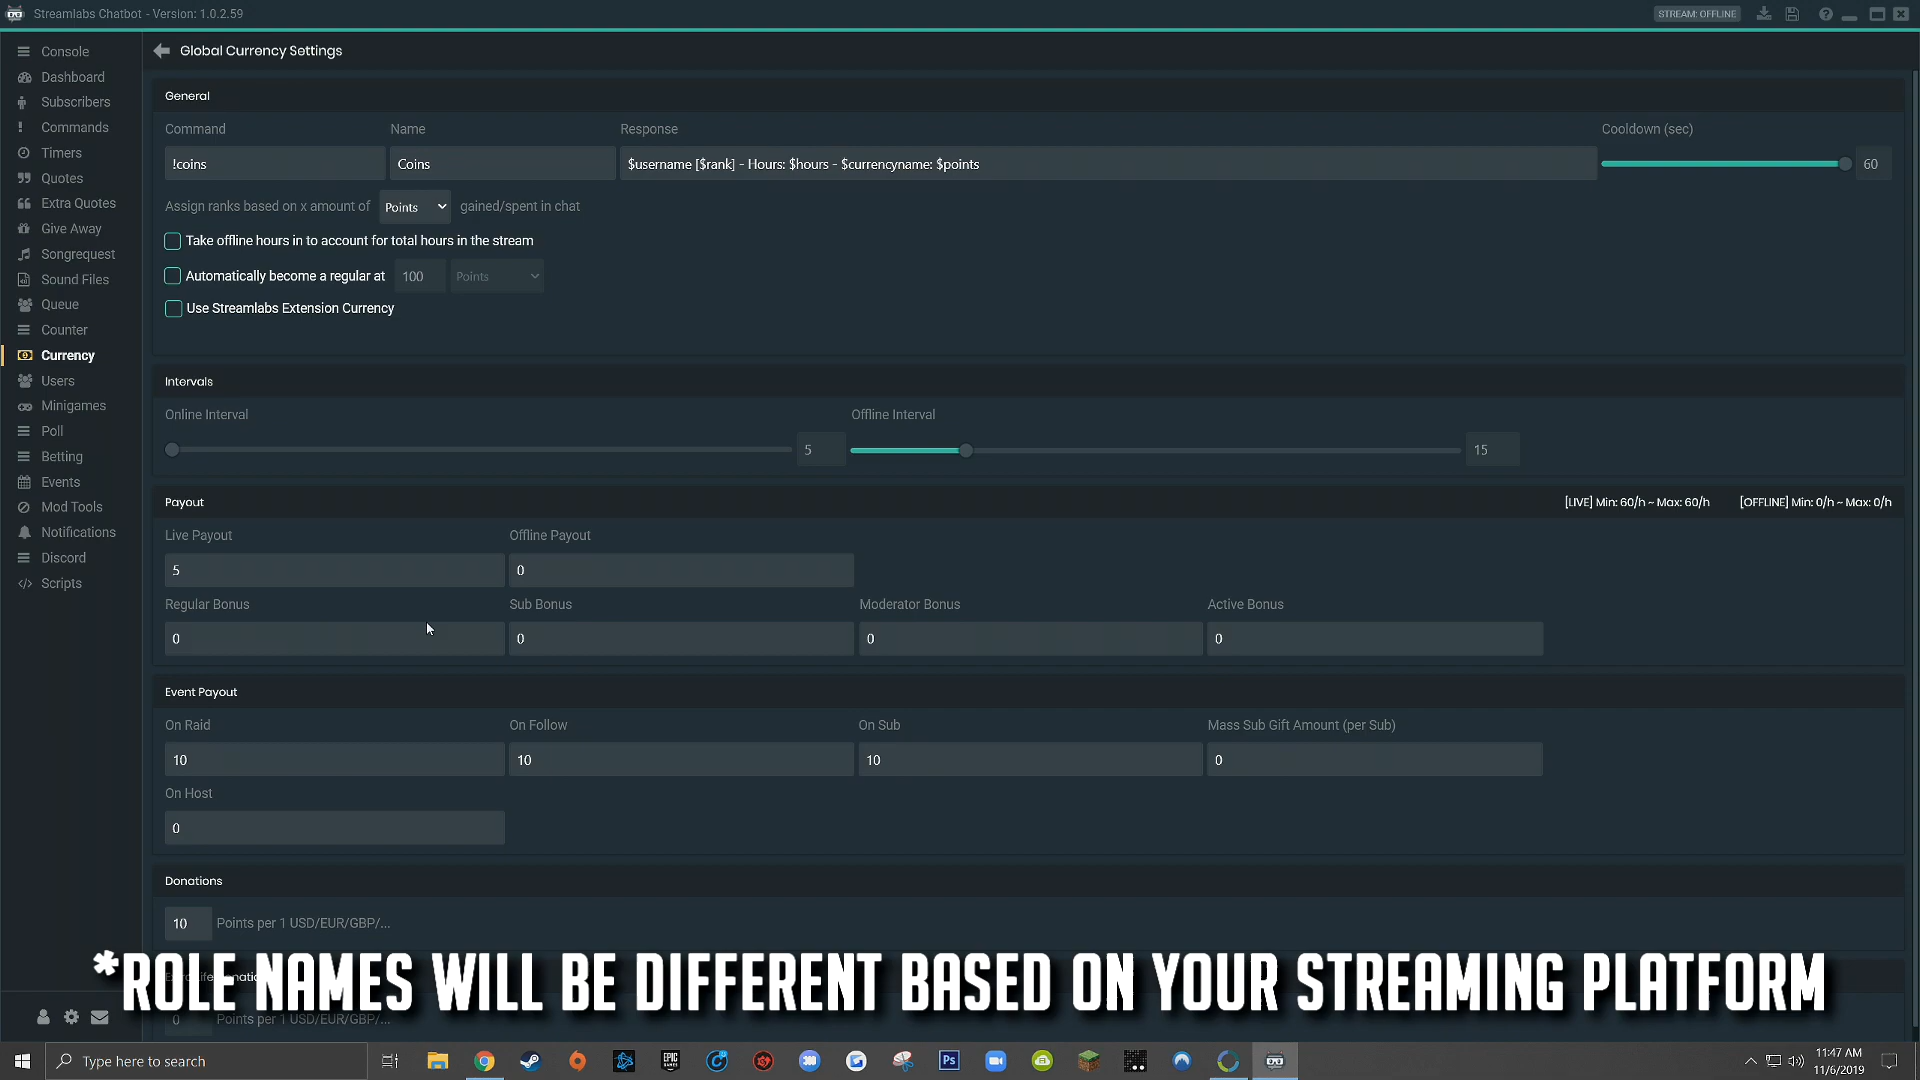 Streamlabs Chatbot - Version: 1.0.2.59
STREAM: OFFLINE
Console
Dashboard
Subscribers
Commands
Timers
Quotes
Extra Quotes
Give Away
Songrequest
Sound Files
Queue
Counter
Currency
Users
Minigames
Poll
Betting
Events
Mod Tools
Notifications
Discord
Scripts
Global Currency Settings
General
Command Name Response Cooldown (sec)
!coins Coins $username [$rank] - Hours: $hours - $currencyname: $points 60
Assign ranks based on x amount of Points gained/spent in chat
Take offline hours in to account for total hours in the stream
Automatically become a regular at 100 Points
Use Streamlabs Extension Currency
Intervals
Online Interval Offline Interval
5 15
Payout [LIVE] Min: 60/h ~ Max: 60/h [OFFLINE] Min: 0/h ~ Max: 0/h
Live Payout Offline Payout
5 0
Regular Bonus Sub Bonus Moderator Bonus Active Bonus
0 0 0 0
Event Payout
On Raid On Follow On Sub Mass Sub Gift Amount (per Sub)
10 10 10 0
On Host
0
Donations
10 Points per 1 USD/EUR/GBP/...
*ROLE NAMES WILL BE DIFFERENT BASED ON YOUR STREAMING PLATFORM
0 Points per 1 USD/EUR/GBP/...
Type here to search
EPIC GAMES
Ps
11:47 AM
11/6/2019